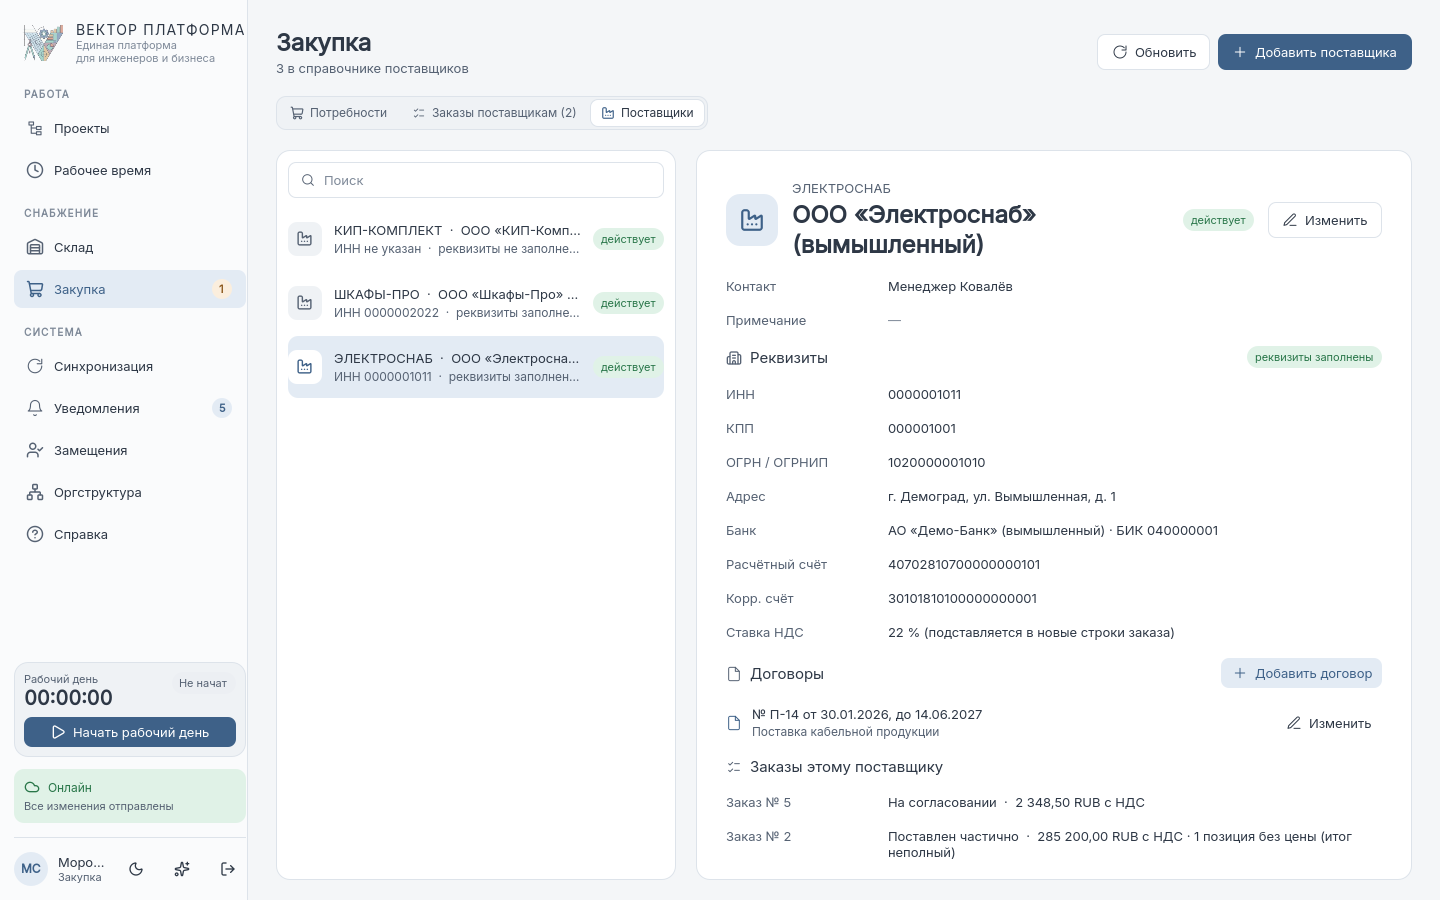 ВЕКТОР ПЛАТФОРМА
Единая платформа
для инженеров и бизнеса
РАБОТА
Проекты
Рабочее время
СНАБЖЕНИЕ
Склад
Закупка 1
СИСТЕМА
Синхронизация
Уведомления 5
Замещения
Оргструктура
Справка
Рабочий день
Не начат
00:00:00
Начать рабочий день
Онлайн
Все изменения отправлены
МС
Моро...
Закупка
Закупка
3 в справочнике поставщиков
Обновить
Добавить поставщика
Потребности
Заказы поставщикам (2)
Поставщики
Поиск
КИП-КОМПЛЕКТ · ООО «КИП-Комп...
ИНН не указан · реквизиты не заполне...
действует
ШКАФЫ-ПРО · ООО «Шкафы-Про» ...
ИНН 0000002022 · реквизиты заполне...
действует
ЭЛЕКТРОСНАБ · ООО «Электросна...
ИНН 0000001011 · реквизиты заполнен...
действует
ЭЛЕКТРОСНАБ
ООО «Электроснаб»
(вымышленный)
действует
Изменить
Контакт Менеджер Ковалёв
Примечание —
Реквизиты реквизиты заполнены
ИНН 0000001011
КПП 000001001
ОГРН / ОГРНИП 1020000001010
Адрес г. Демоград, ул. Вымышленная, д. 1
Банк АО «Демо-Банк» (вымышленный) · БИК 040000001
Расчётный счёт 40702810700000000101
Корр. счёт 30101810100000000001
Ставка НДС 22 % (подставляется в новые строки заказа)
Договоры Добавить договор
№ П-14 от 30.01.2026, до 14.06.2027
Поставка кабельной продукции
Изменить
Заказы этому поставщику
Заказ № 5 На согласовании · 2 348,50 RUB с НДС
Заказ № 2 Поставлен частично · 285 200,00 RUB с НДС · 1 позиция без цены (итог
неполный)